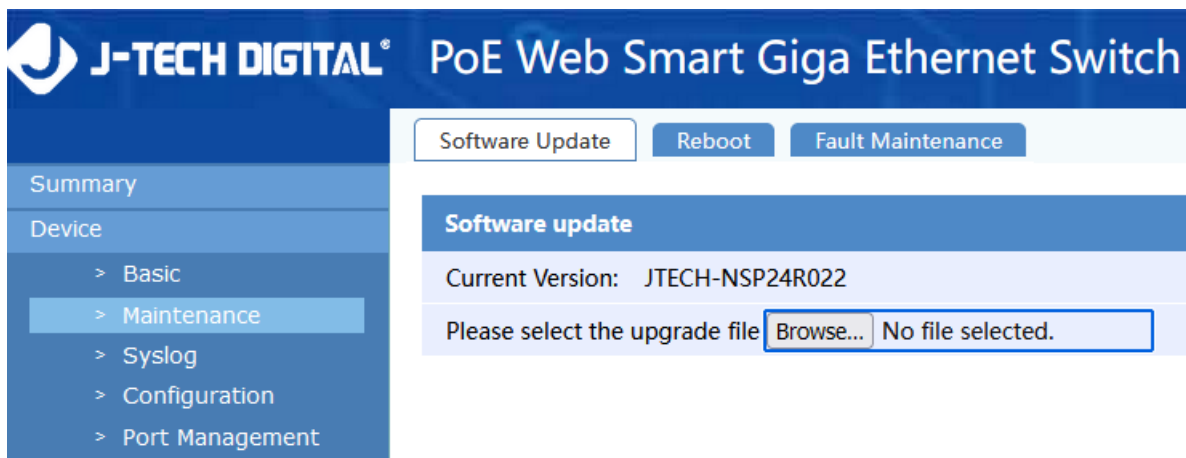 J-TECH DIGITAL® PoE Web Smart Giga Ethernet Switch
Software Update Reboot Fault Maintenance
Summary
Device
> Basic
> Maintenance
> Syslog
> Configuration
> Port Management
Software update
Current Version: JTECH-NSP24R022
Please select the upgrade file Browse... No file selected.